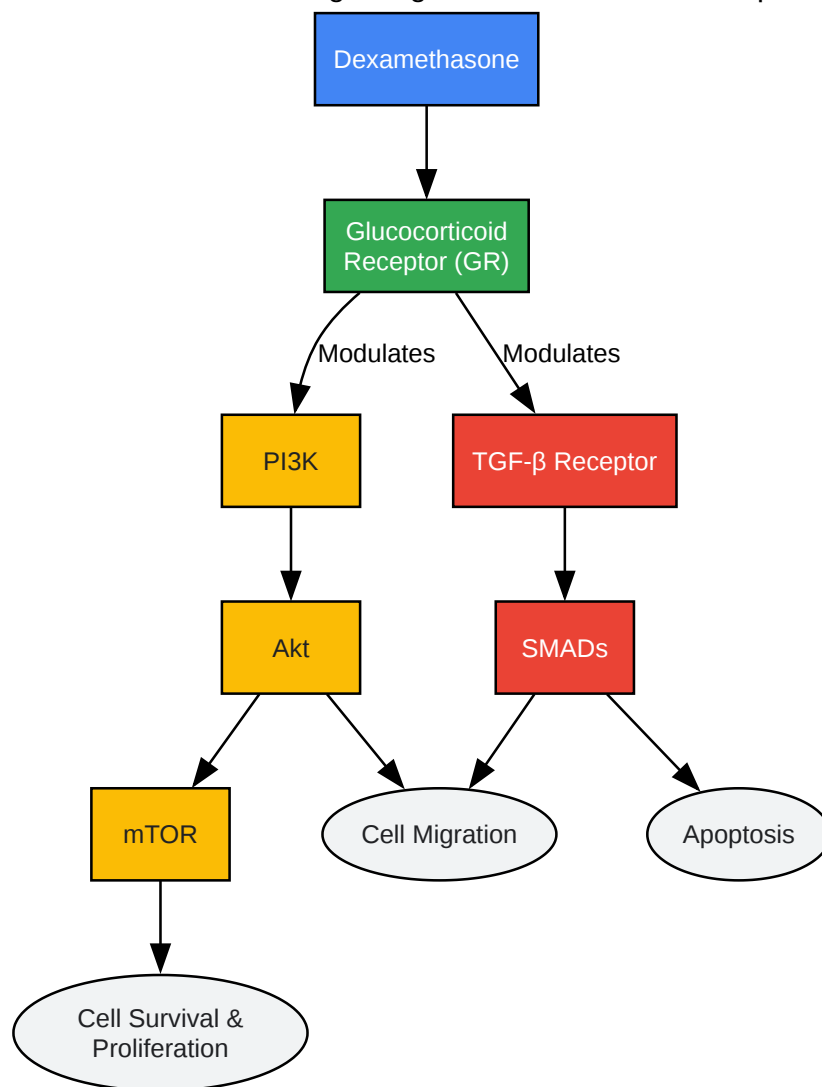 Dexamethasone
Glucocorticoid
Receptor (GR)
Modulates
Modulates
PI3K
TGF-β Receptor
Akt
SMADs
mTOR
Cell Migration
Apoptosis
Cell Survival &
Proliferation